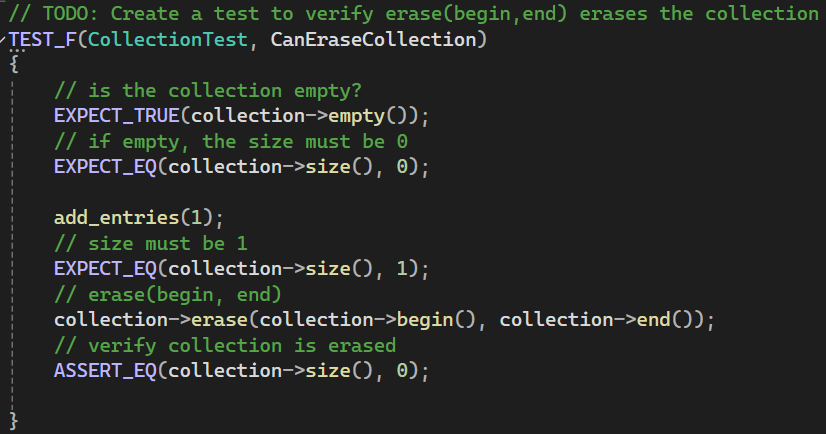 // TODO: Create a test to verify erase(begin,end) erases the collection
TEST_F(CollectionTest, CanEraseCollection)
{
// is the collection empty?
EXPECT_TRUE(collection->empty());
// if empty, the size must be 0
EXPECT_EQ(collection->size(), 0);
add_entries(1);
// size must be 1
EXPECT_EQ(collection->size(), 1);
// erase(begin, end)
collection->erase(collection->begin(), collection->end());
// verify collection is erased
ASSERT_EQ(collection->size(), 0);
}